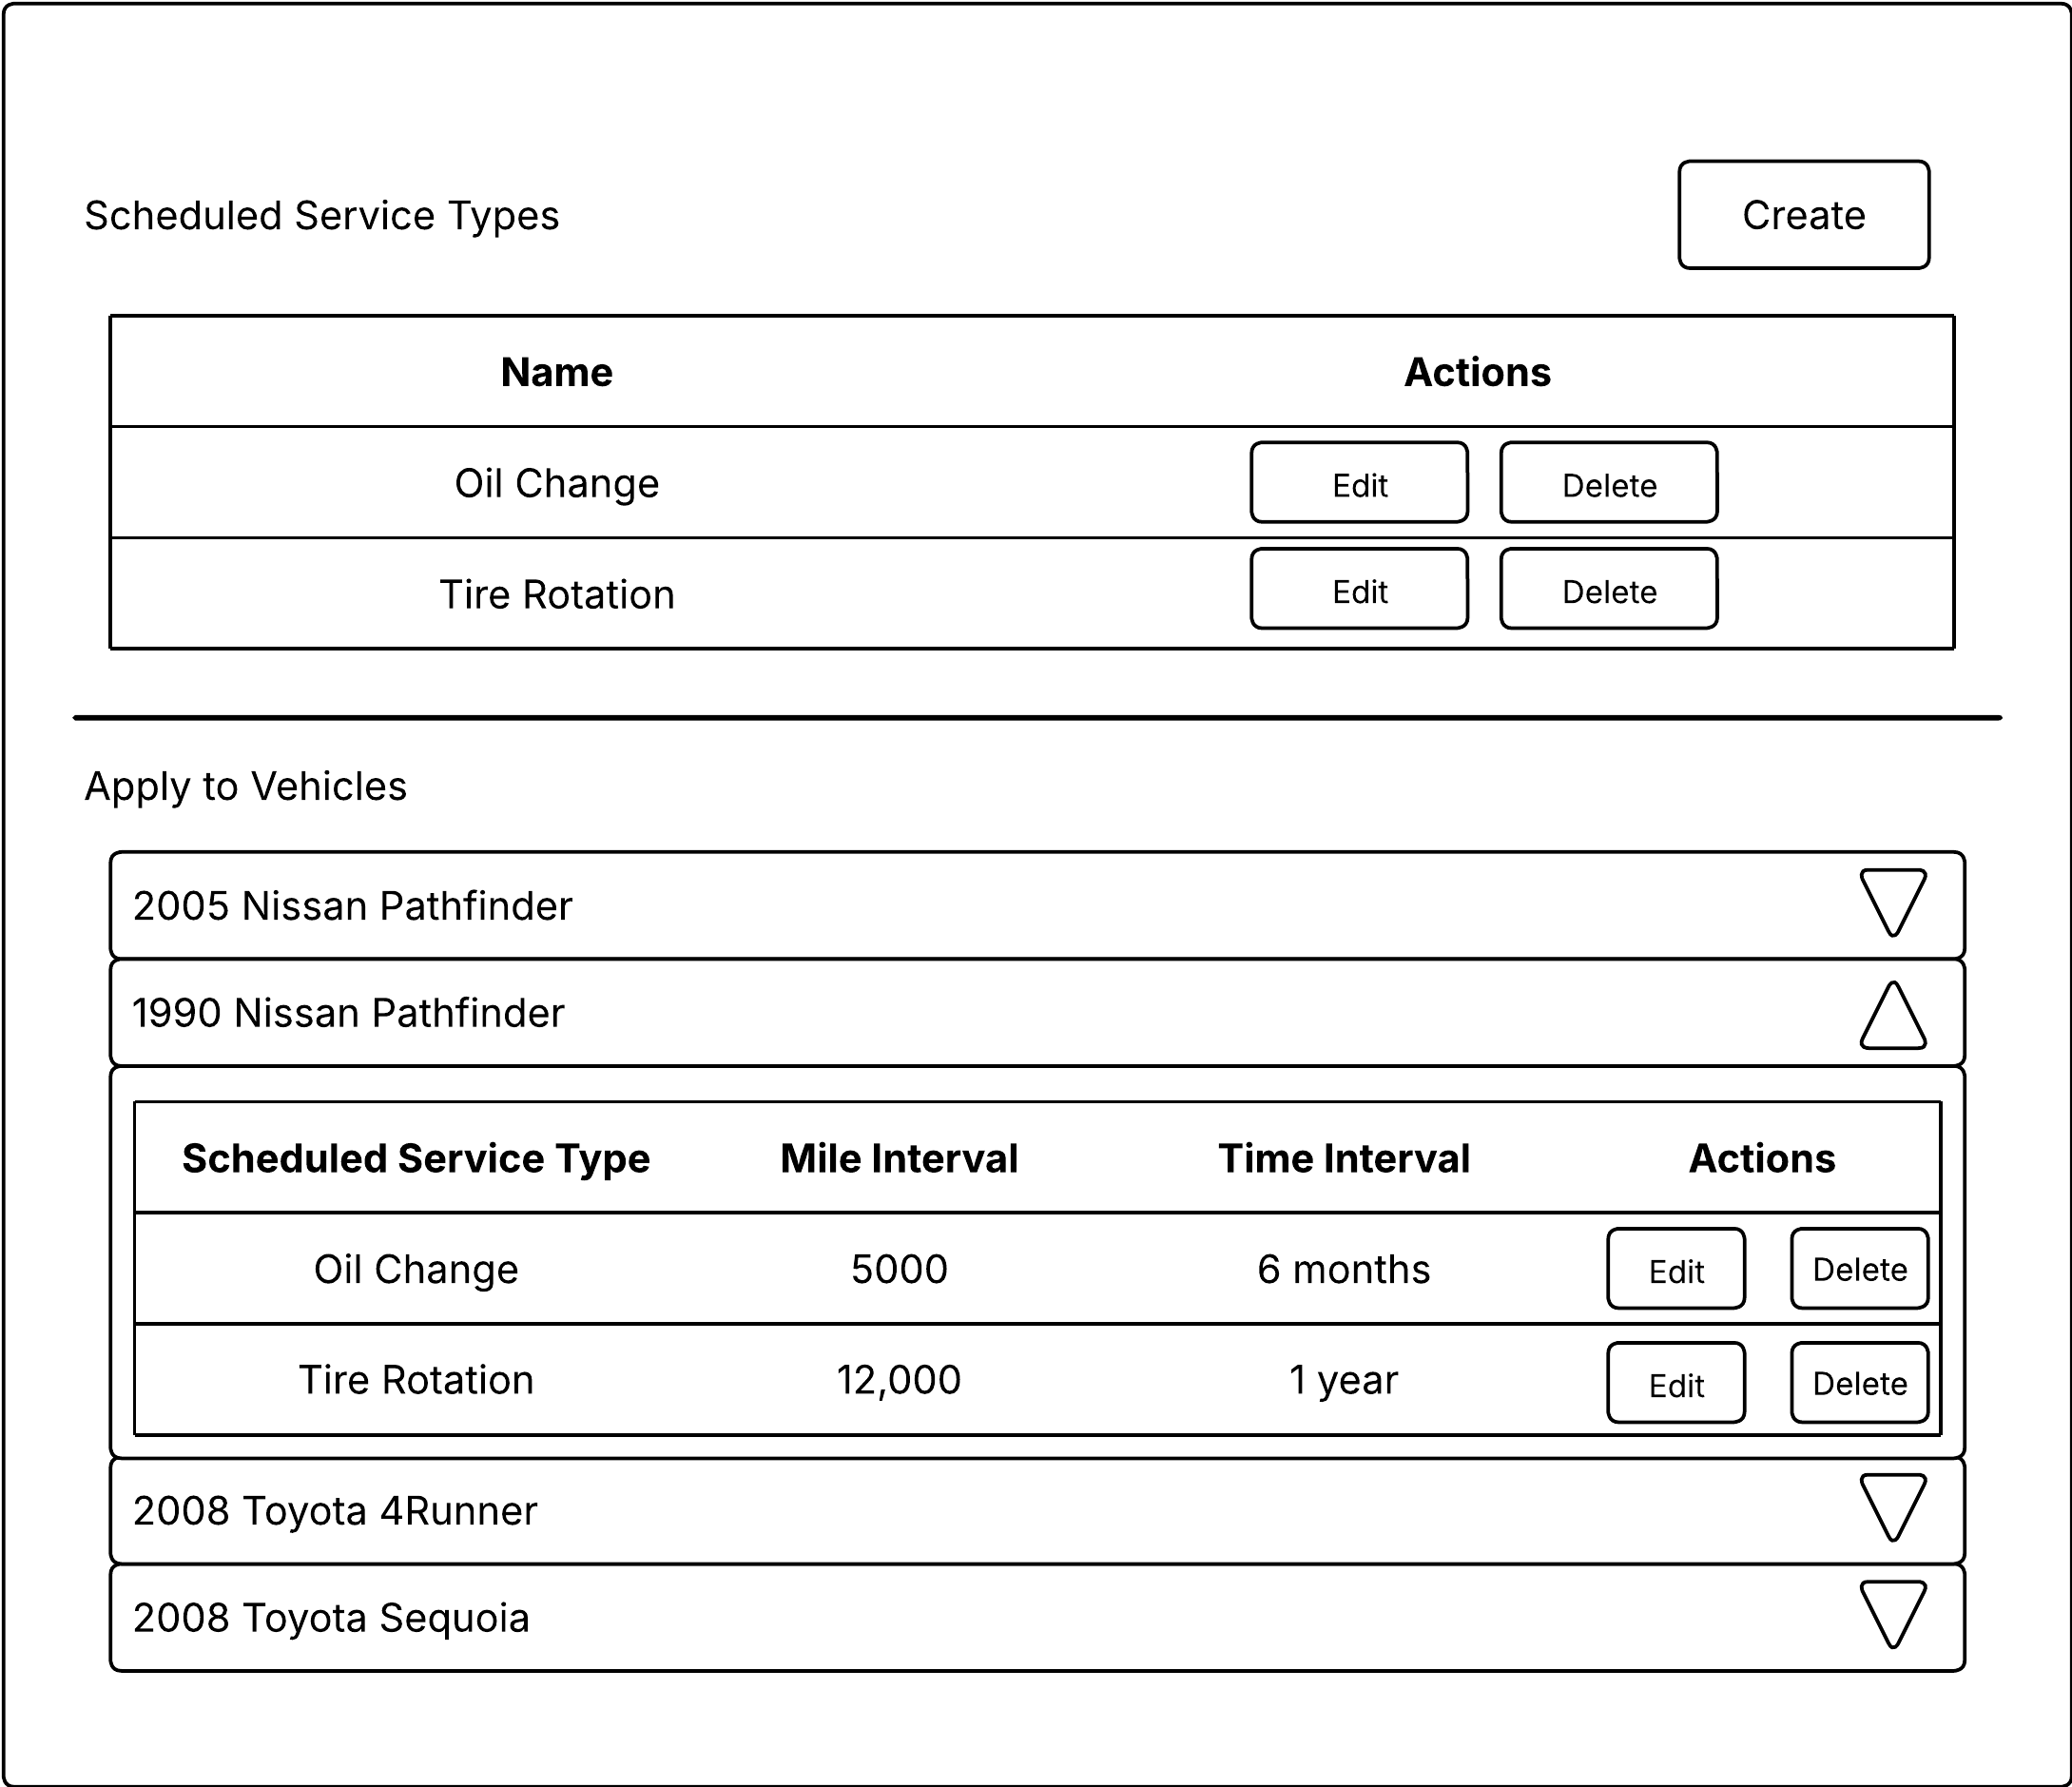 Scheduled Service Types
Create
Name Actions
Oil Change Edit Delete
Tire Rotation Edit Delete
Apply to Vehicles
2005 Nissan Pathfinder
1990 Nissan Pathfinder
Scheduled Service Type Mile Interval Time Interval Actions
Oil Change 5000 6 months Edit Delete
Tire Rotation 12,000 1 year Edit Delete
2008 Toyota 4Runner
2008 Toyota Sequoia